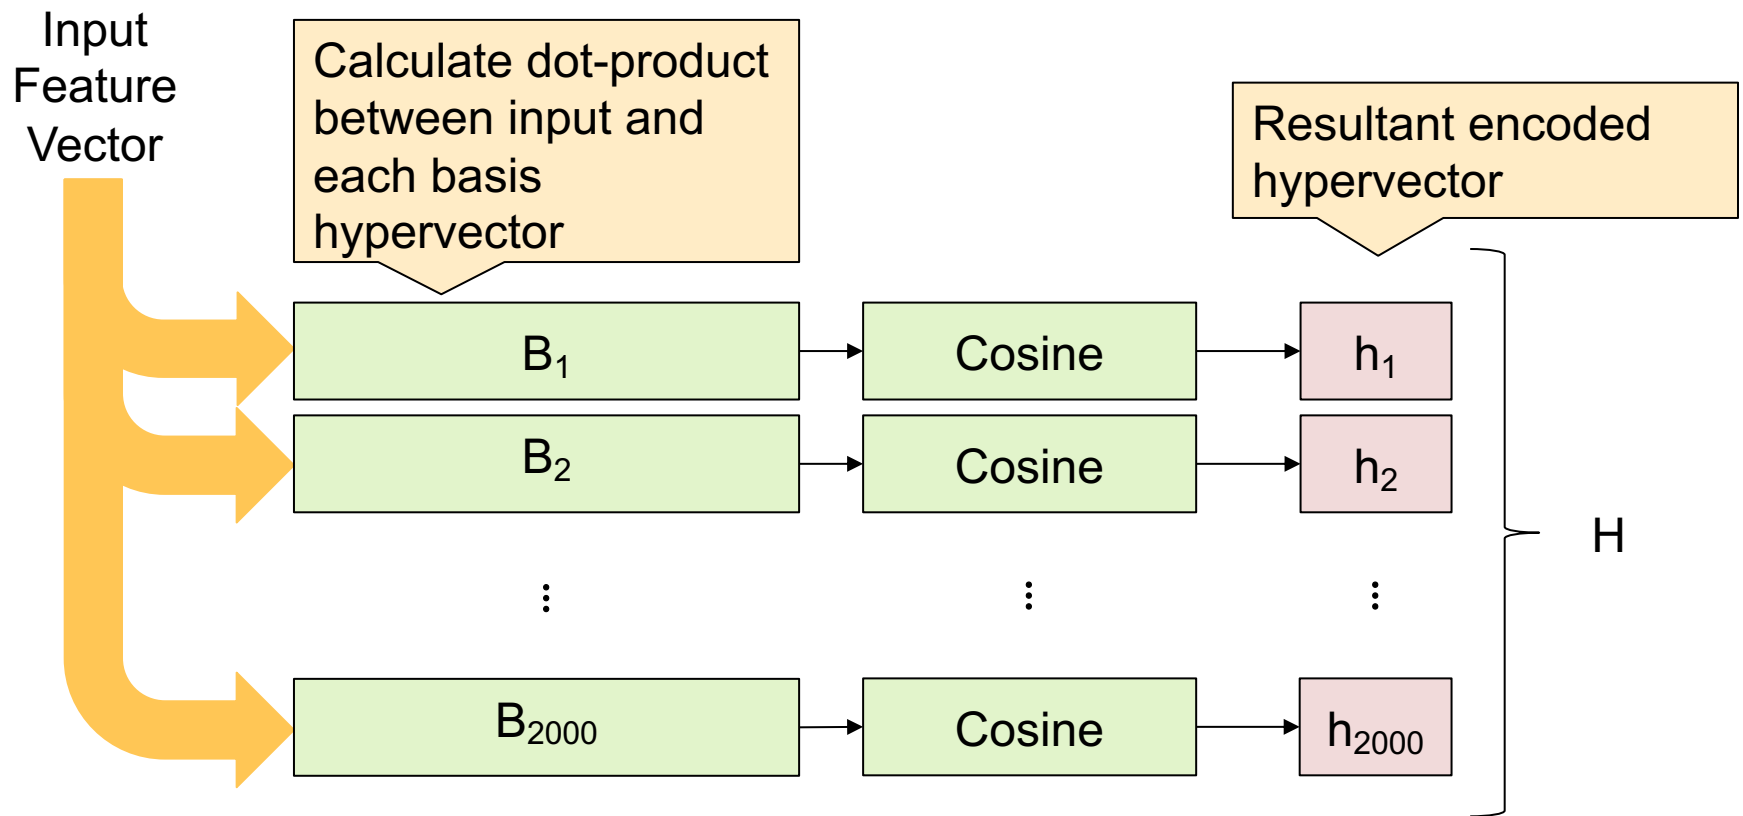 Input
Feature
Vector
Calculate dot-product
between input and
each basis
hypervector
Resultant encoded
hypervector
B₁
Cosine
h₁
B₂
Cosine
h₂
H
⋮
⋮
⋮
B₂₀₀₀
Cosine
h₂₀₀₀